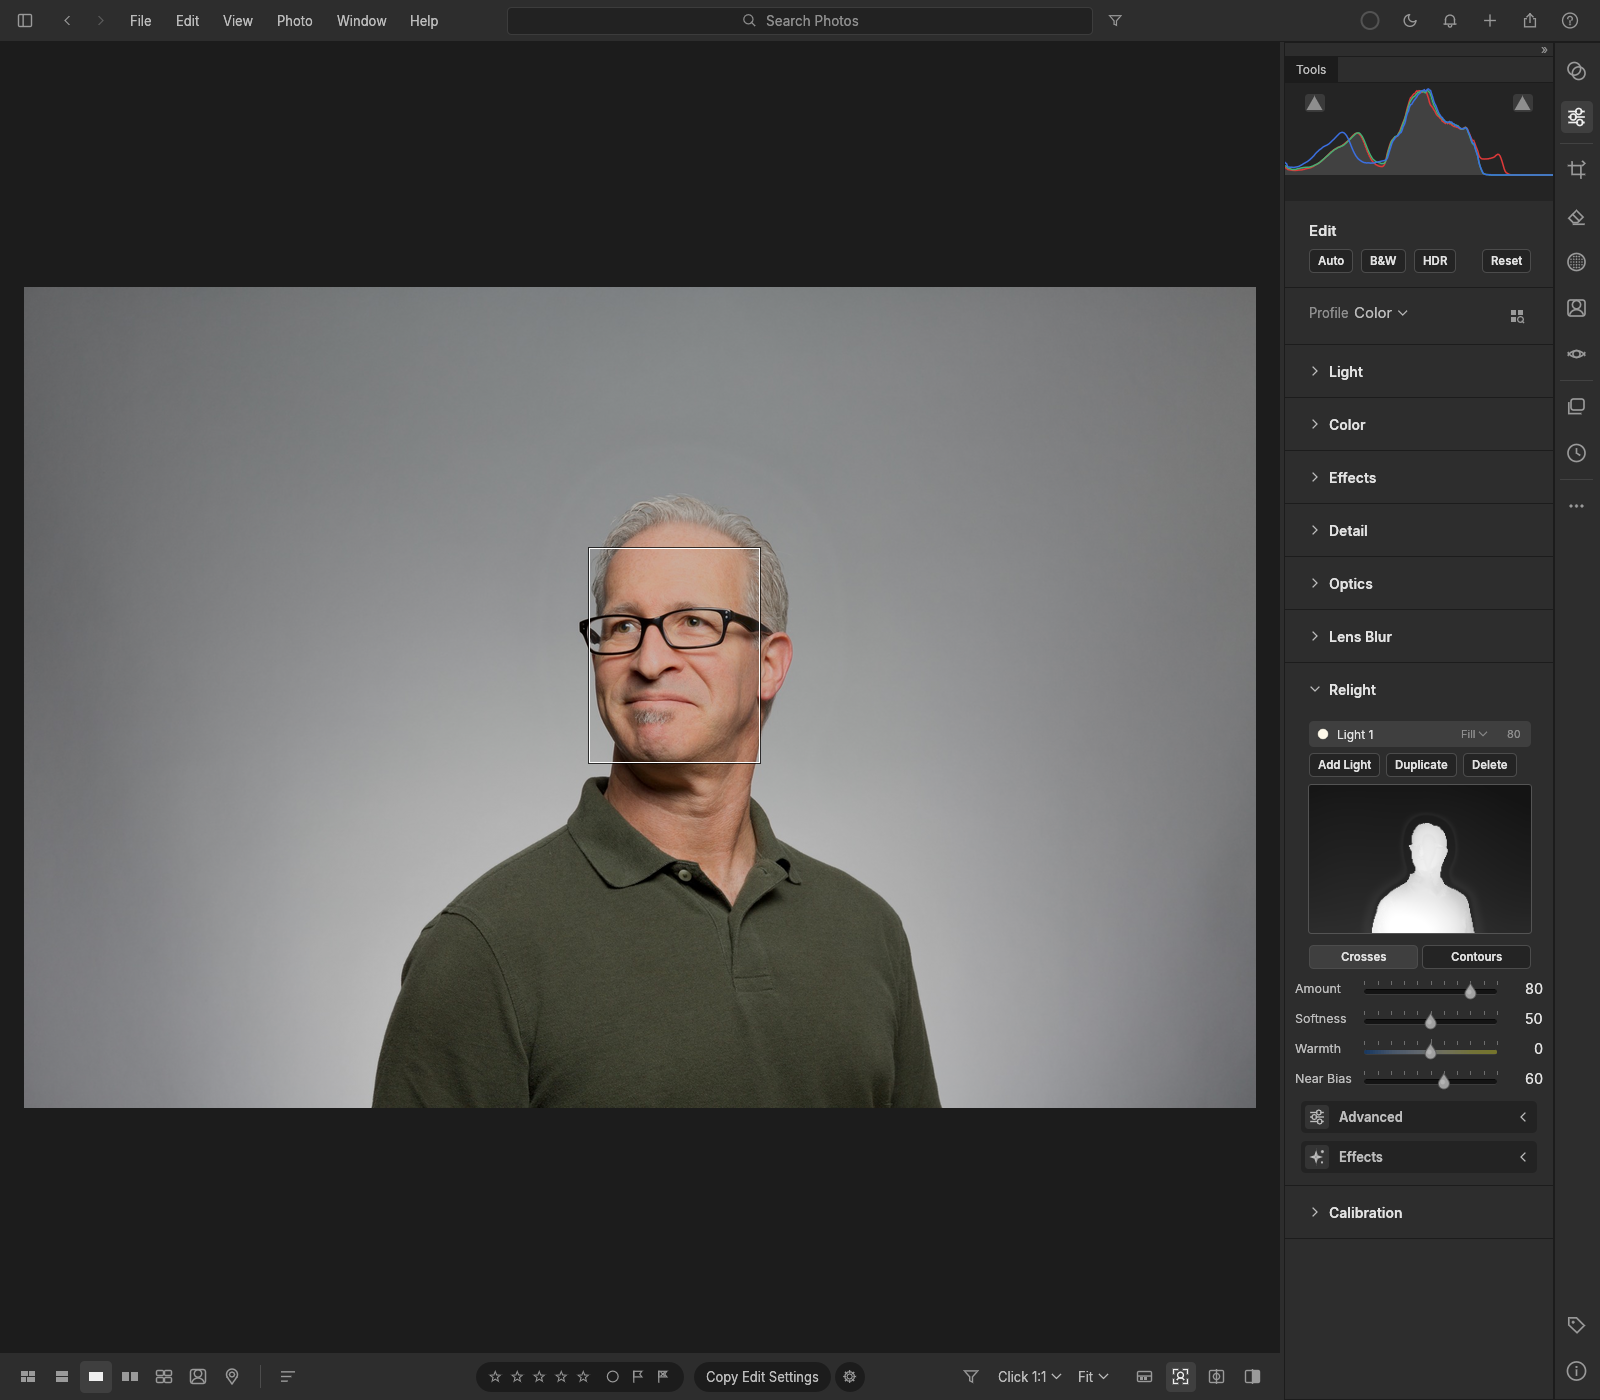 File Edit View Photo Window Help
Search Photos
Tools
Edit
Auto B&W HDR Reset
Profile Color
Light
Color
Effects
Detail
Optics
Lens Blur
Relight
Light 1 Fill 80
Add Light Duplicate Delete
Crosses Contours
Amount 80
Softness 50
Warmth 0
Near Bias 60
Advanced
Effects
Calibration
Copy Edit Settings
Click 1:1 Fit